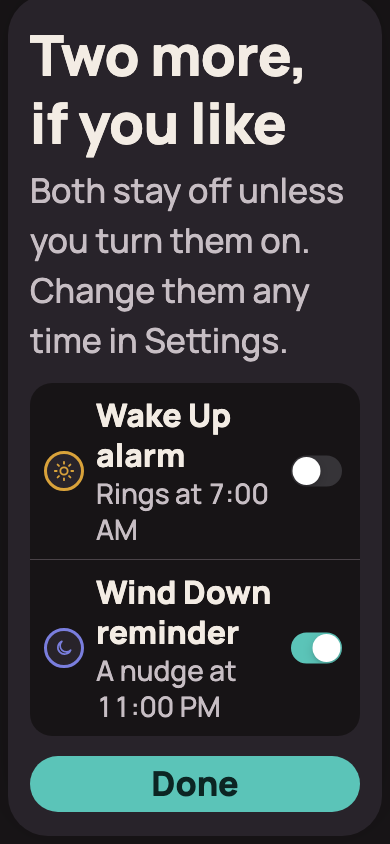 Two more,
if you like
Both stay off unless
you turn them on.
Change them any
time in Settings.
Wake Up
alarm
Rings at 7:00
AM
Wind Down
reminder
A nudge at
11:00 PM
Done